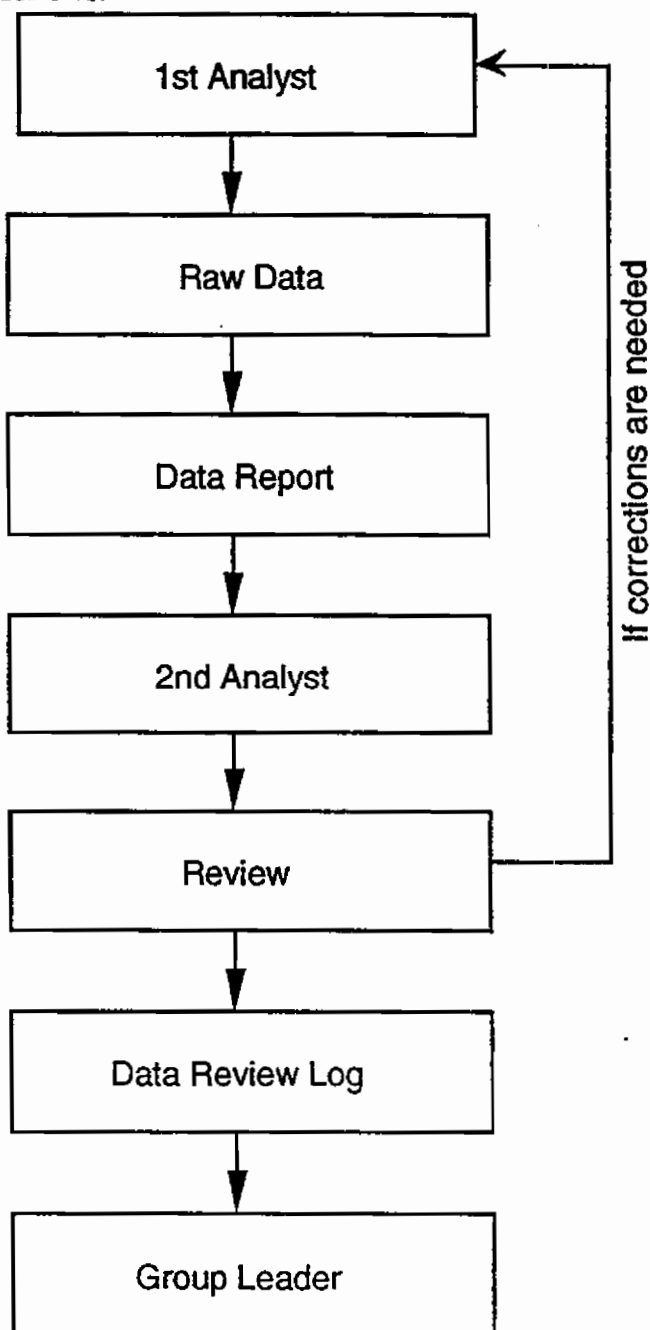 1st Analyst
Raw Data
Data Report
2nd Analyst
Review
Data Review Log
Group Leader
If corrections are needed